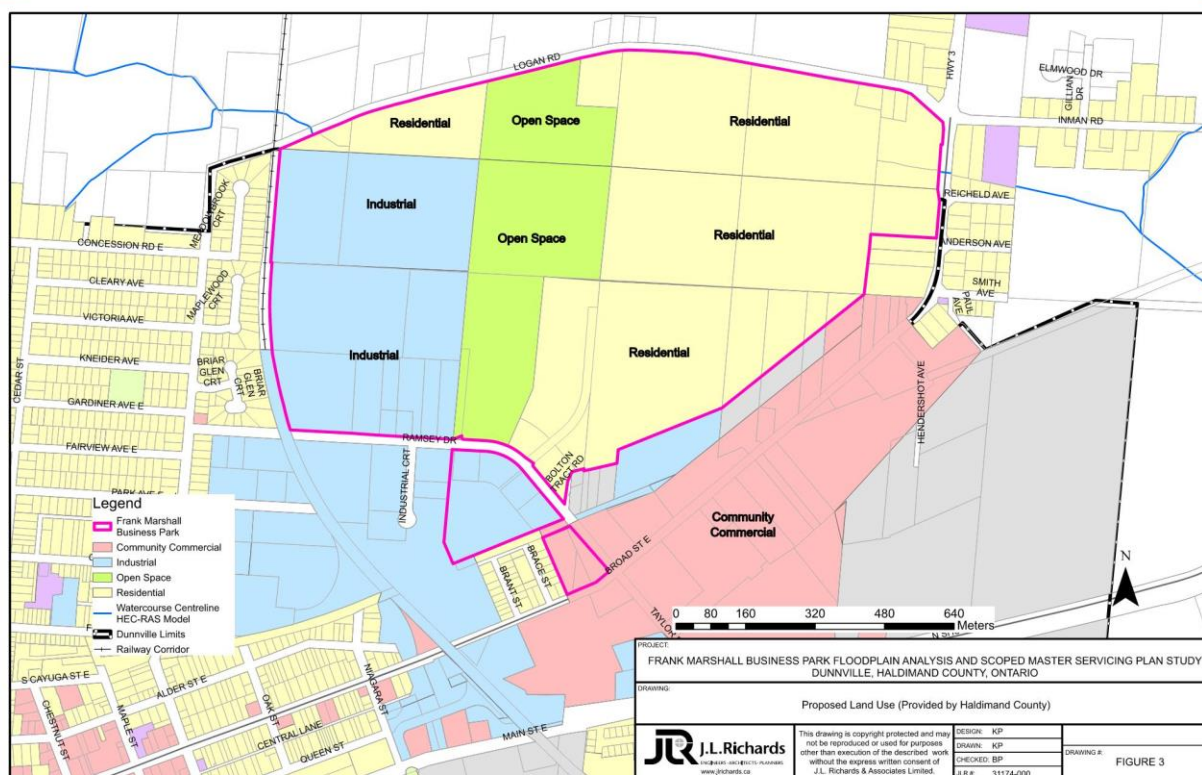 LOGAN RD
HWY 3
ELMWOOD DR
GILLIAN DR
INMAN RD
Residential
Open Space
Residential
MEADOWBROOK CRT
Industrial
REICHELD AVE
CONCESSION RD E
Open Space
Residential
ANDERSON AVE
CLEARY AVE
MAPLEWOOD CRT
SMITH AVE
PAUL AVE
VICTORIA AVE
CEDAR ST
KNEIDER AVE
BRIAR GLEN CRT
BRIAR GLEN CRT
Industrial
Residential
HENDERSHOT AVE
GARDINER AVE E
FAIRVIEW AVE E
RAMSEY DR
BOLTON TRACT RD
INDUSTRIAL CRT
PARK AVE E
Community
Commercial
BROAD ST E
BRACE ST
BRANT ST
Legend
Frank Marshall
Business Park
Community Commercial
Industrial
Open Space
Residential
Watercourse Centreline
HEC-RAS Model
Dunnville Limits
Railway Corridor
N
0 80 160 320 480 640
Meters
S CAYUGA ST E
ALDER ST E
CHESTNUT ST
MAPLE ST
OAK ST
NIAGARA ST
CENTRAL LANE
QUEEN ST
MAIN ST E
PROJECT:
FRANK MARSHALL BUSINESS PARK FLOODPLAIN ANALYSIS AND SCOPED MASTER SERVICING PLAN STUDY
DUNNVILLE, HALDIMAND COUNTY, ONTARIO
DRAWING:
Proposed Land Use (Provided by Haldimand County)
JLR J.L.Richards
ENGINEERS · ARCHITECTS · PLANNERS
www.jlrichards.ca
This drawing is copyright protected and may
not be reproduced or used for purposes
other than execution of the described work
without the express written consent of
J.L. Richards & Associates Limited.
DESIGN: KP
DRAWN: KP
CHECKED: BP
JLR #: 31174-000
DRAWING #:
FIGURE 3